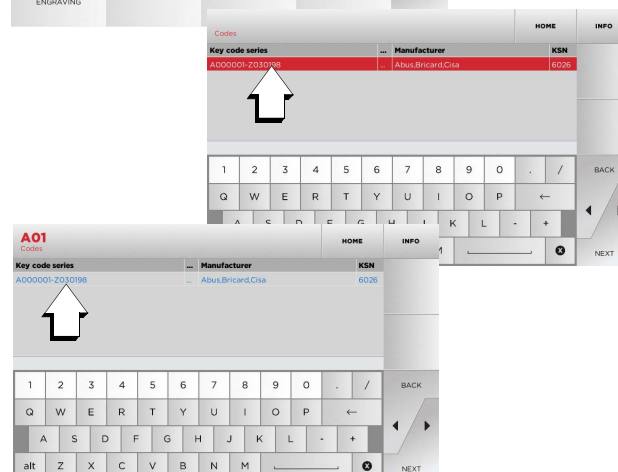 ENGRAVING
Codes HOME INFO
Key code series ... Manufacturer KSN
A000001-Z030198 ... Abus,Bricard,Cisa 6026
1 2 3 4 5 6 7 8 9 0 . / BACK
Q W E R T Y U I O P ←
K L - +
NEXT
A01
Codes HOME INFO
Key code series ... Manufacturer KSN
A000001-Z030198 ... Abus,Bricard,Cisa 6026
1 2 3 4 5 6 7 8 9 0 . / BACK
Q W E R T Y U I O P ←
A S D F G H J K L - +
alt Z X C V B N M NEXT